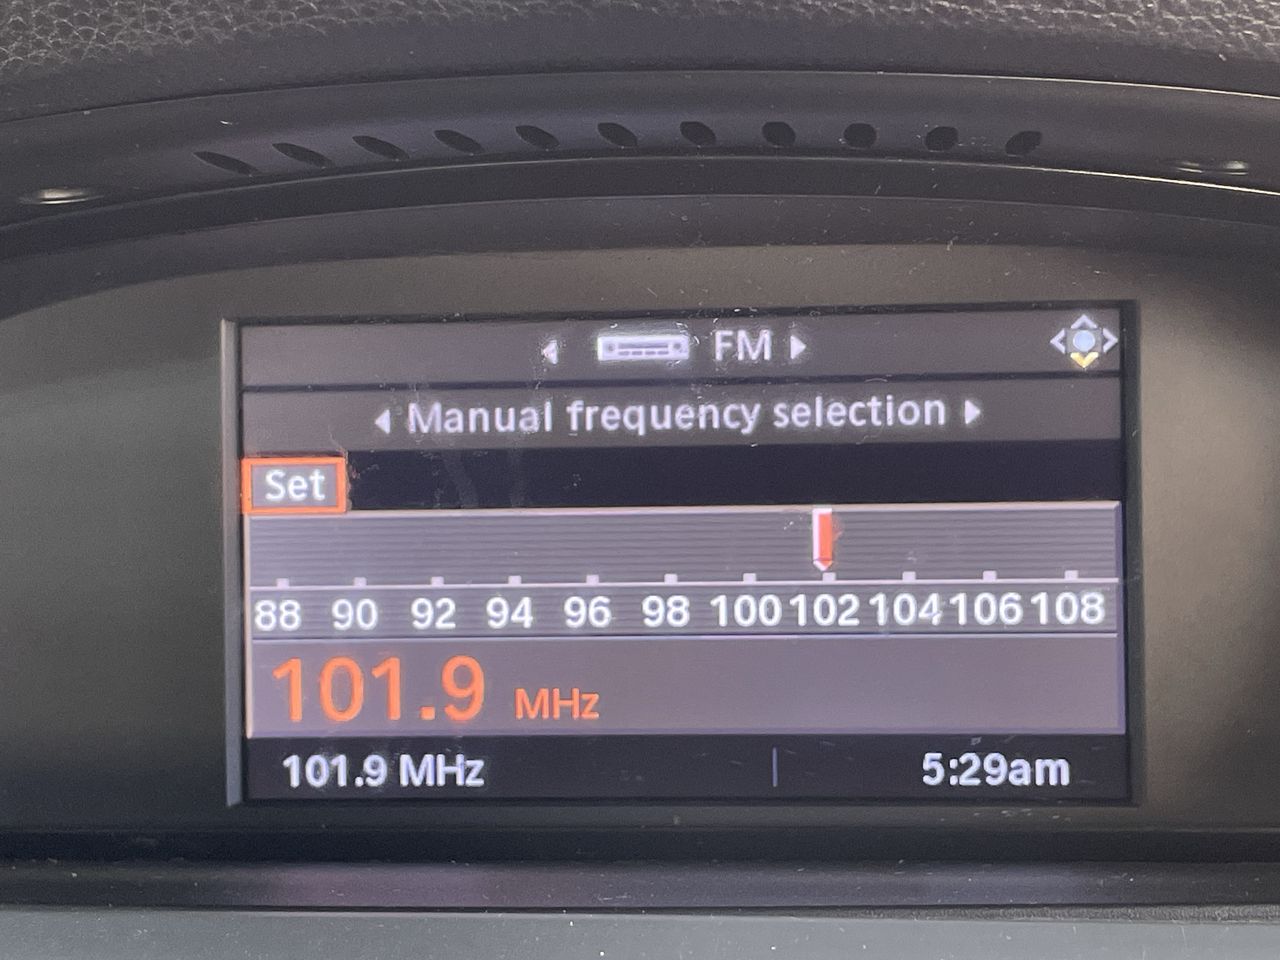 FM
Manual frequency selection
Set
88 90 92 94 96 98 100 102 104 106 108
101.9 MHz
101.9 MHz 5:29am